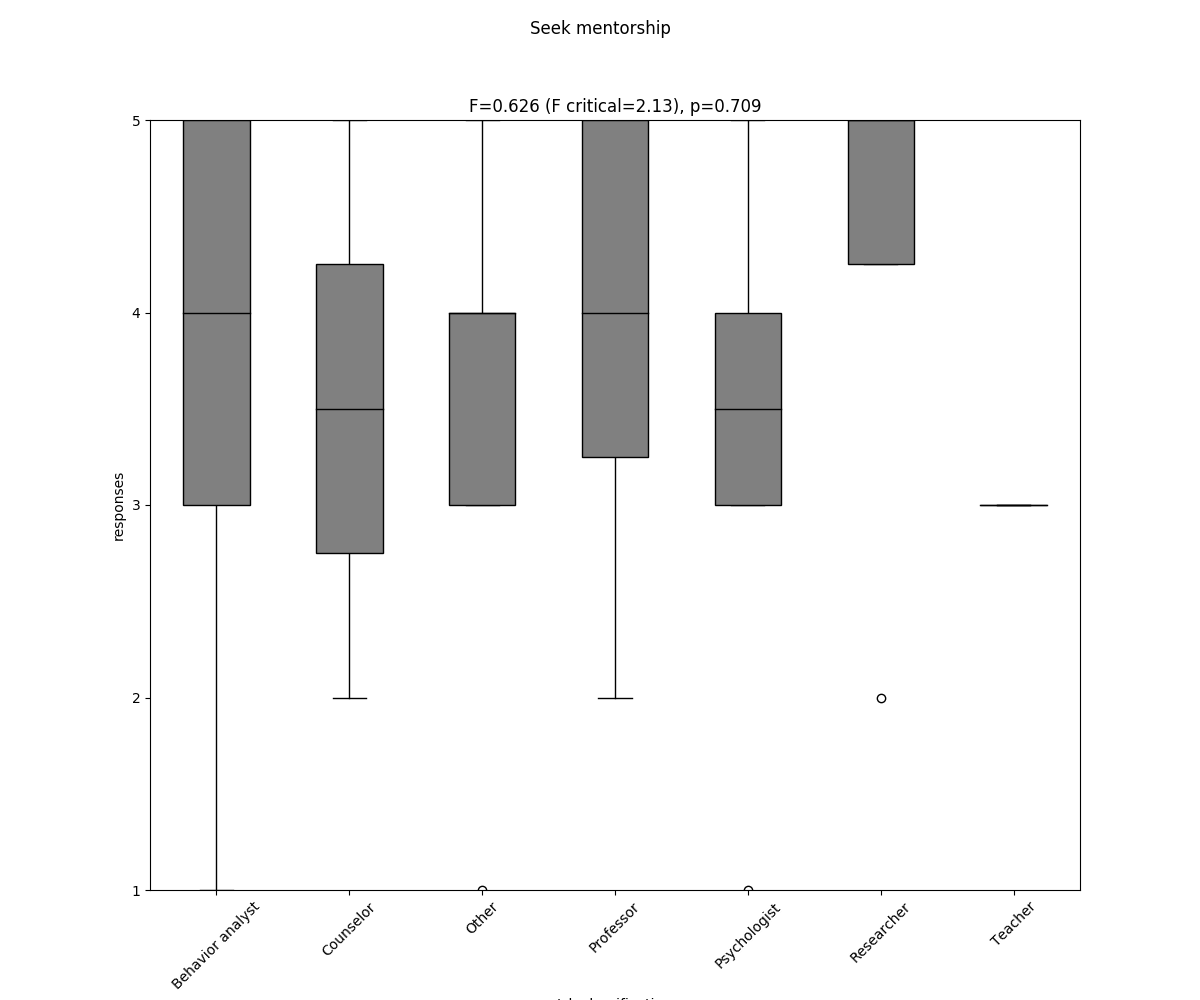 Seek mentorship
F=0.626 (F critical=2.13), p=0.709
5
4
3
2
1
responses
Behavior analyst
Counselor
Other
Professor
Psychologist
Researcher
Teacher